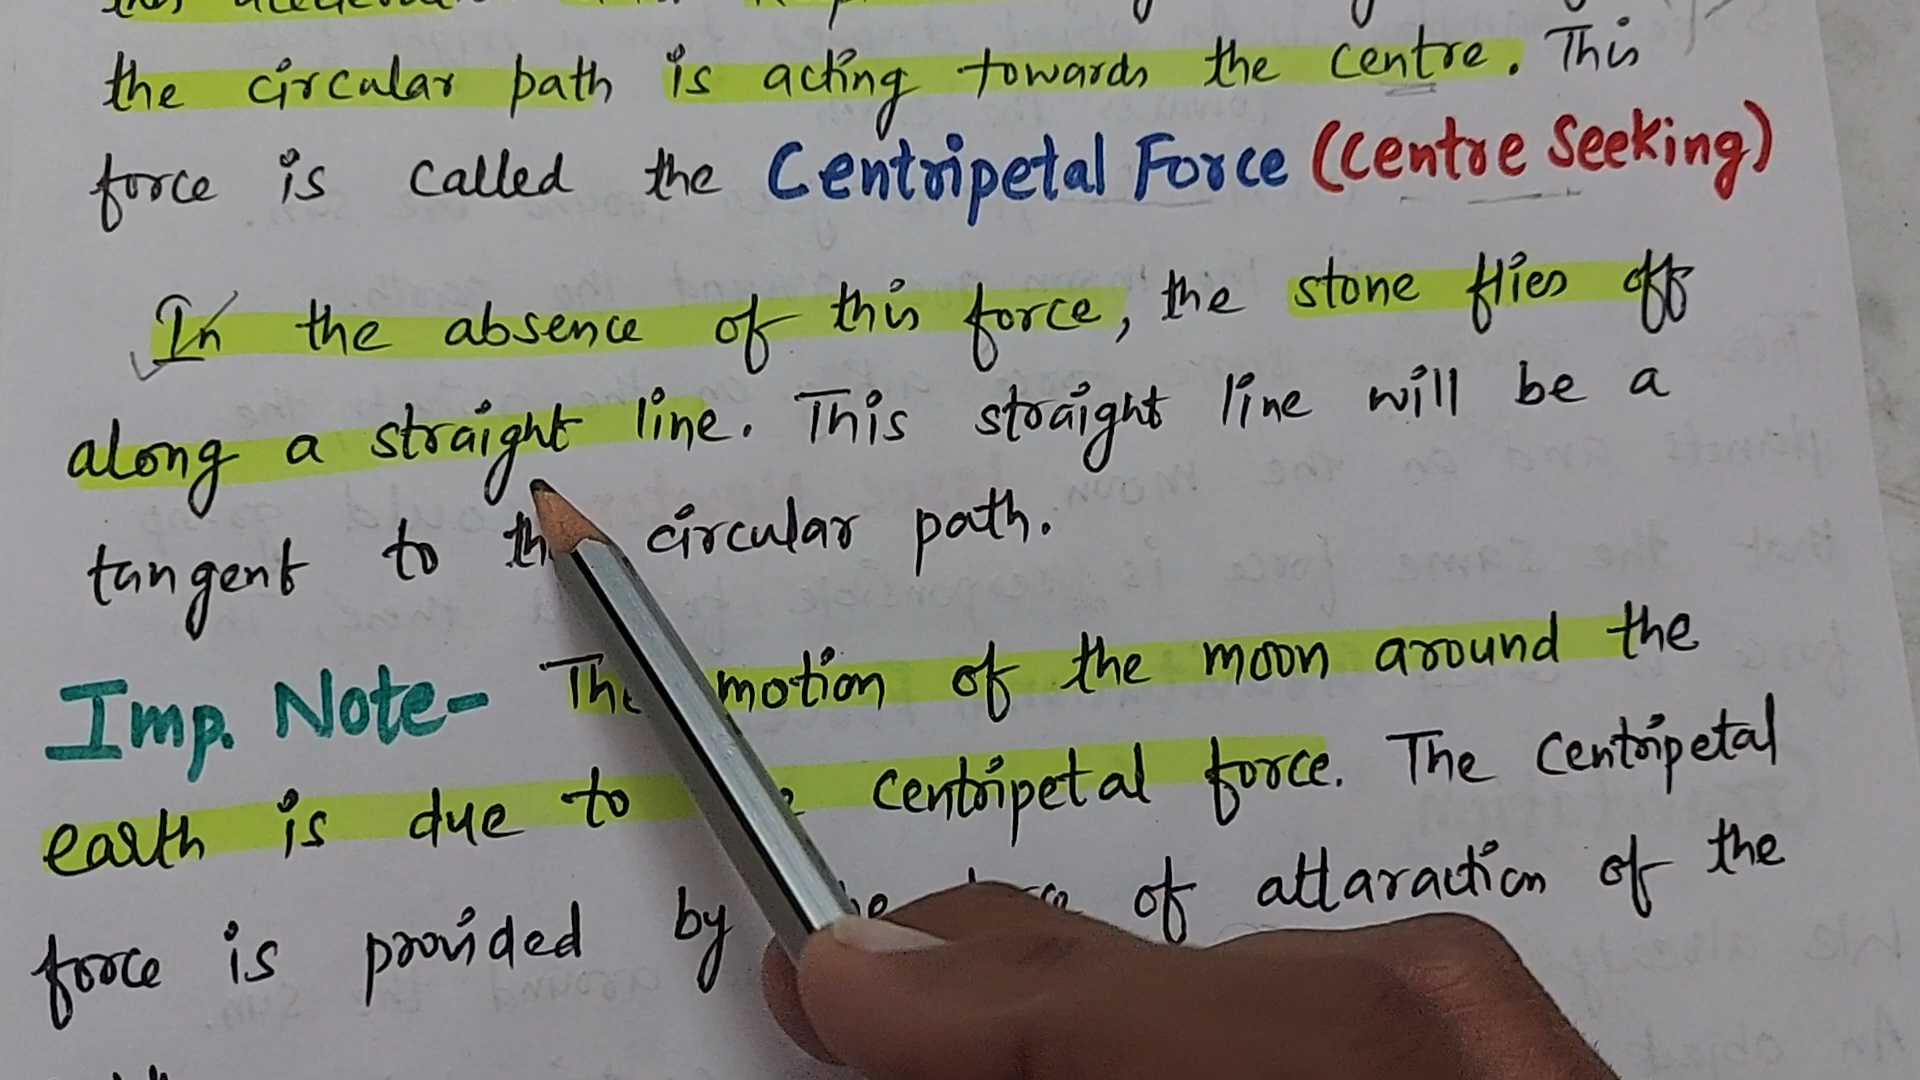 the circular path is acting towards the centre. This
force is called the Centripetal Force (Centre Seeking)
In the absence of this force, the stone flies off
along a straight line. This straight line will be a
tangent to circular path.
Imp. Note- The motion of the moon around the
earth is due to centripetal force. The centripetal
force is provided by of attaraction of the